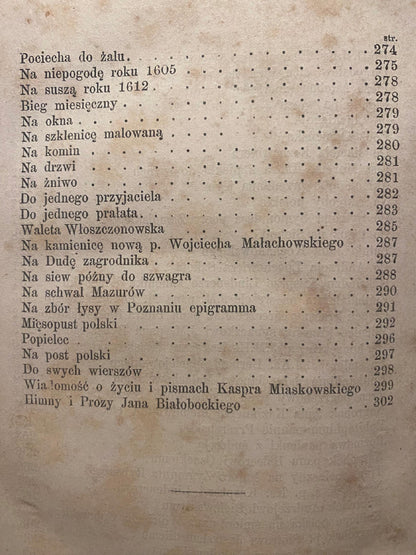 str.
Pociecha do żalu. 274
Na niepogodę roku 1605 275
Na suszą roku 1612 278
Bieg miesięczny 278
Na okna 279
Na szklenicę malowaną 279
Na komin 280
Na drzwi 281
Na żniwo 281
Do jednego przyjaciela 282
Do jednego prałata. 283
Waleta Włoszczonowska 285
Na kamienicę nową p. Wojciecha Małachowskiego 287
Na Dudę zagrodnika 287
Na siew późny do szwagra 288
Na schwał Mazurów 290
Na zbór łysy w Poznaniu epigramma 291
Mięsopust polski 292
Popielec 296
Na post polski 297
Do swych wierszów 298
Wiadomość o życiu i pismach Kaspra Miaskowskiego 299
Himny i Prozy Jana Białobockiego 302